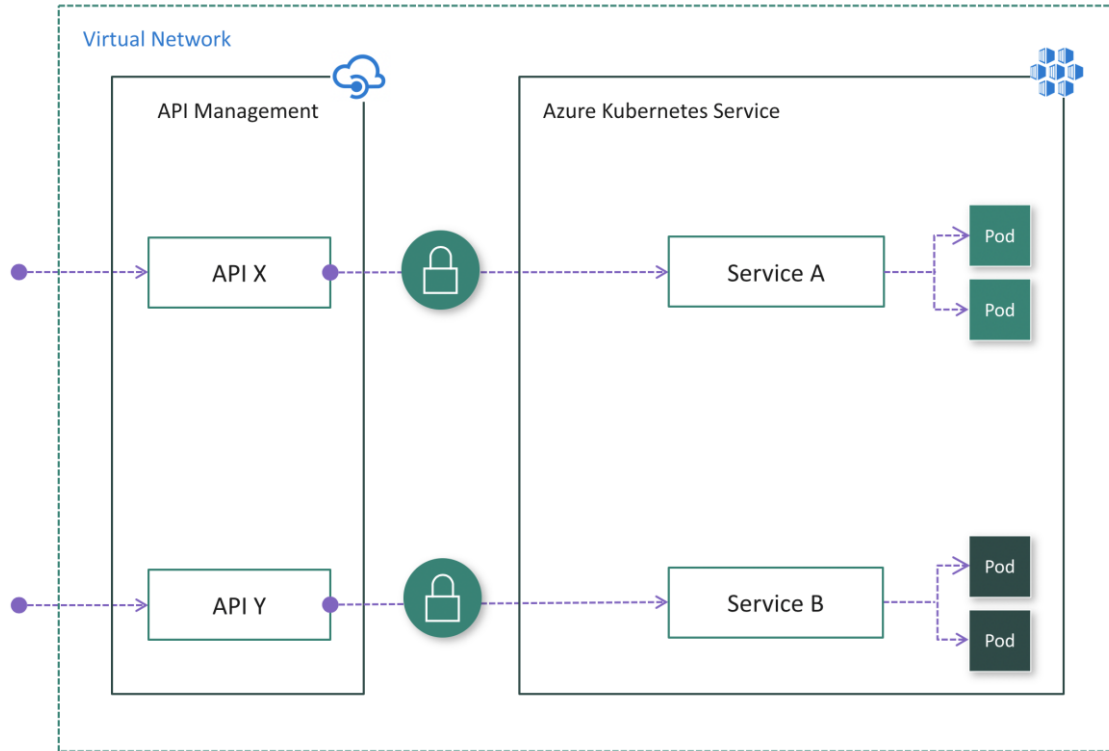 Virtual Network
API Management
Azure Kubernetes Service
API X
Service A
Pod
Pod
API Y
Service B
Pod
Pod